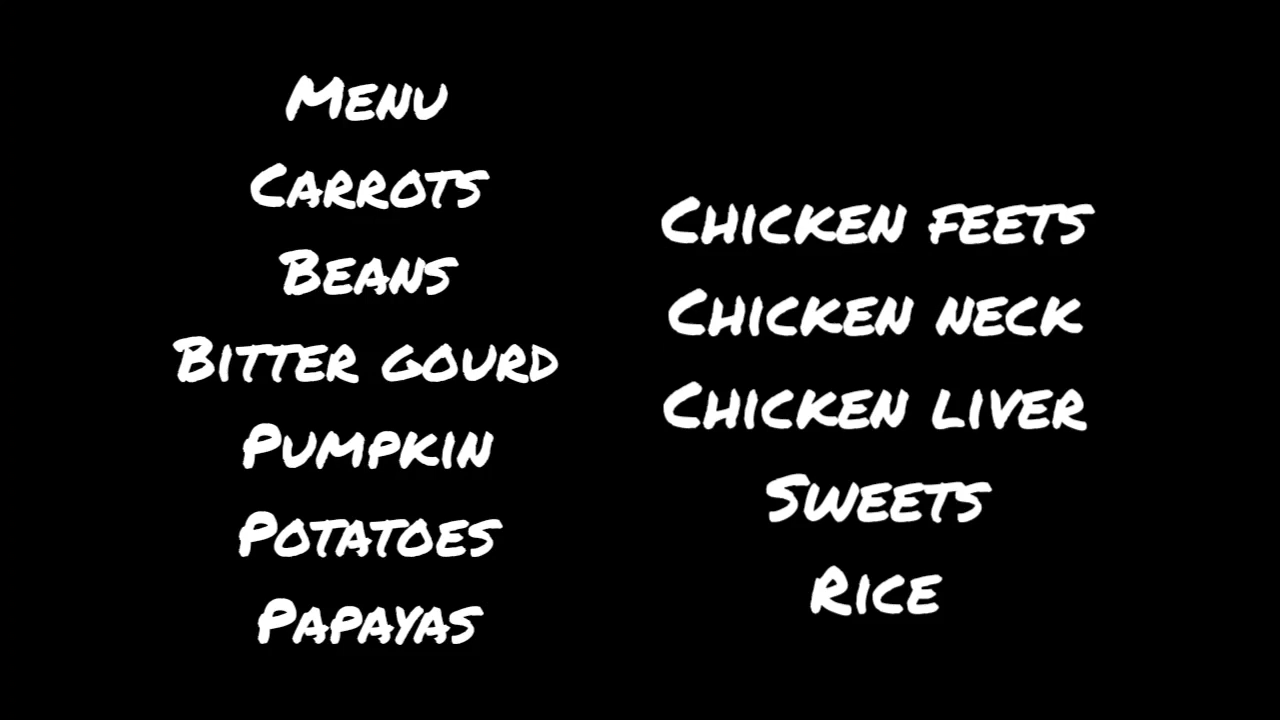 Menu
Carrots
Beans
Bitter gourd
Pumpkin
Potatoes
Papayas
Chicken feets
Chicken neck
Chicken liver
Sweets
Rice